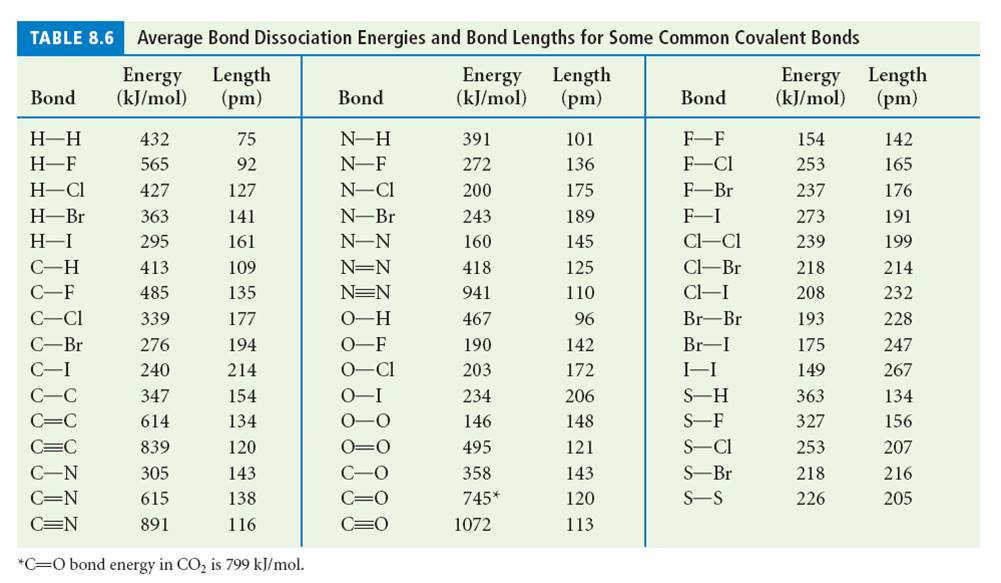 TABLE 8.6 Average Bond Dissociation Energies and Bond Lengths for Some Common Covalent Bonds
Bond Energy (kJ/mol) Length (pm) Bond Energy (kJ/mol) Length (pm) Bond Energy (kJ/mol) Length (pm)
H—H 432 75 N—H 391 101 F—F 154 142
H—F 565 92 N—F 272 136 F—Cl 253 165
H—Cl 427 127 N—Cl 200 175 F—Br 237 176
H—Br 363 141 N—Br 243 189 F—I 273 191
H—I 295 161 N—N 160 145 Cl—Cl 239 199
C—H 413 109 N=N 418 125 Cl—Br 218 214
C—F 485 135 N≡N 941 110 Cl—I 208 232
C—Cl 339 177 O—H 467 96 Br—Br 193 228
C—Br 276 194 O—F 190 142 Br—I 175 247
C—I 240 214 O—Cl 203 172 I—I 149 267
C—C 347 154 O—I 234 206 S—H 363 134
C=C 614 134 O—O 146 148 S—F 327 156
C≡C 839 120 O=O 495 121 S—Cl 253 207
C—N 305 143 C—O 358 143 S—Br 218 216
C=N 615 138 C=O 745* 120 S—S 226 205
C≡N 891 116 C≡O 1072 113
*C=O bond energy in CO₂ is 799 kJ/mol.